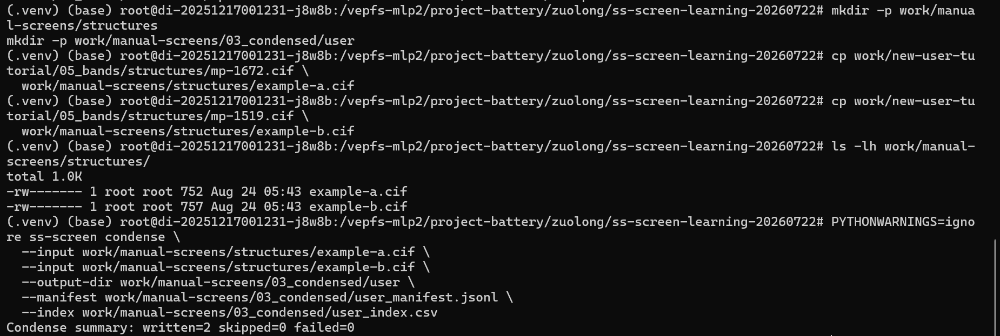 (.venv) (base) root@di-20251217001231-j8w8b:/vepfs-mlp2/project-battery/zuolong/ss-screen-learning-20260722# mkdir -p work/manua
l-screens/structures
mkdir -p work/manual-screens/03_condensed/user
(.venv) (base) root@di-20251217001231-j8w8b:/vepfs-mlp2/project-battery/zuolong/ss-screen-learning-20260722# cp work/new-user-tu
torial/05_bands/structures/mp-1672.cif \
  work/manual-screens/structures/example-a.cif
(.venv) (base) root@di-20251217001231-j8w8b:/vepfs-mlp2/project-battery/zuolong/ss-screen-learning-20260722# cp work/new-user-tu
torial/05_bands/structures/mp-1519.cif \
  work/manual-screens/structures/example-b.cif
(.venv) (base) root@di-20251217001231-j8w8b:/vepfs-mlp2/project-battery/zuolong/ss-screen-learning-20260722# ls -lh work/manual-
screens/structures/
total 1.0K
-rw------- 1 root root 752 Aug 24 05:43 example-a.cif
-rw------- 1 root root 757 Aug 24 05:43 example-b.cif
(.venv) (base) root@di-20251217001231-j8w8b:/vepfs-mlp2/project-battery/zuolong/ss-screen-learning-20260722# PYTHONWARNINGS=igno
re ss-screen condense \
  --input work/manual-screens/structures/example-a.cif \
  --input work/manual-screens/structures/example-b.cif \
  --output-dir work/manual-screens/03_condensed/user \
  --manifest work/manual-screens/03_condensed/user_manifest.jsonl \
  --index work/manual-screens/03_condensed/user_index.csv
Condense summary: written=2 skipped=0 failed=0